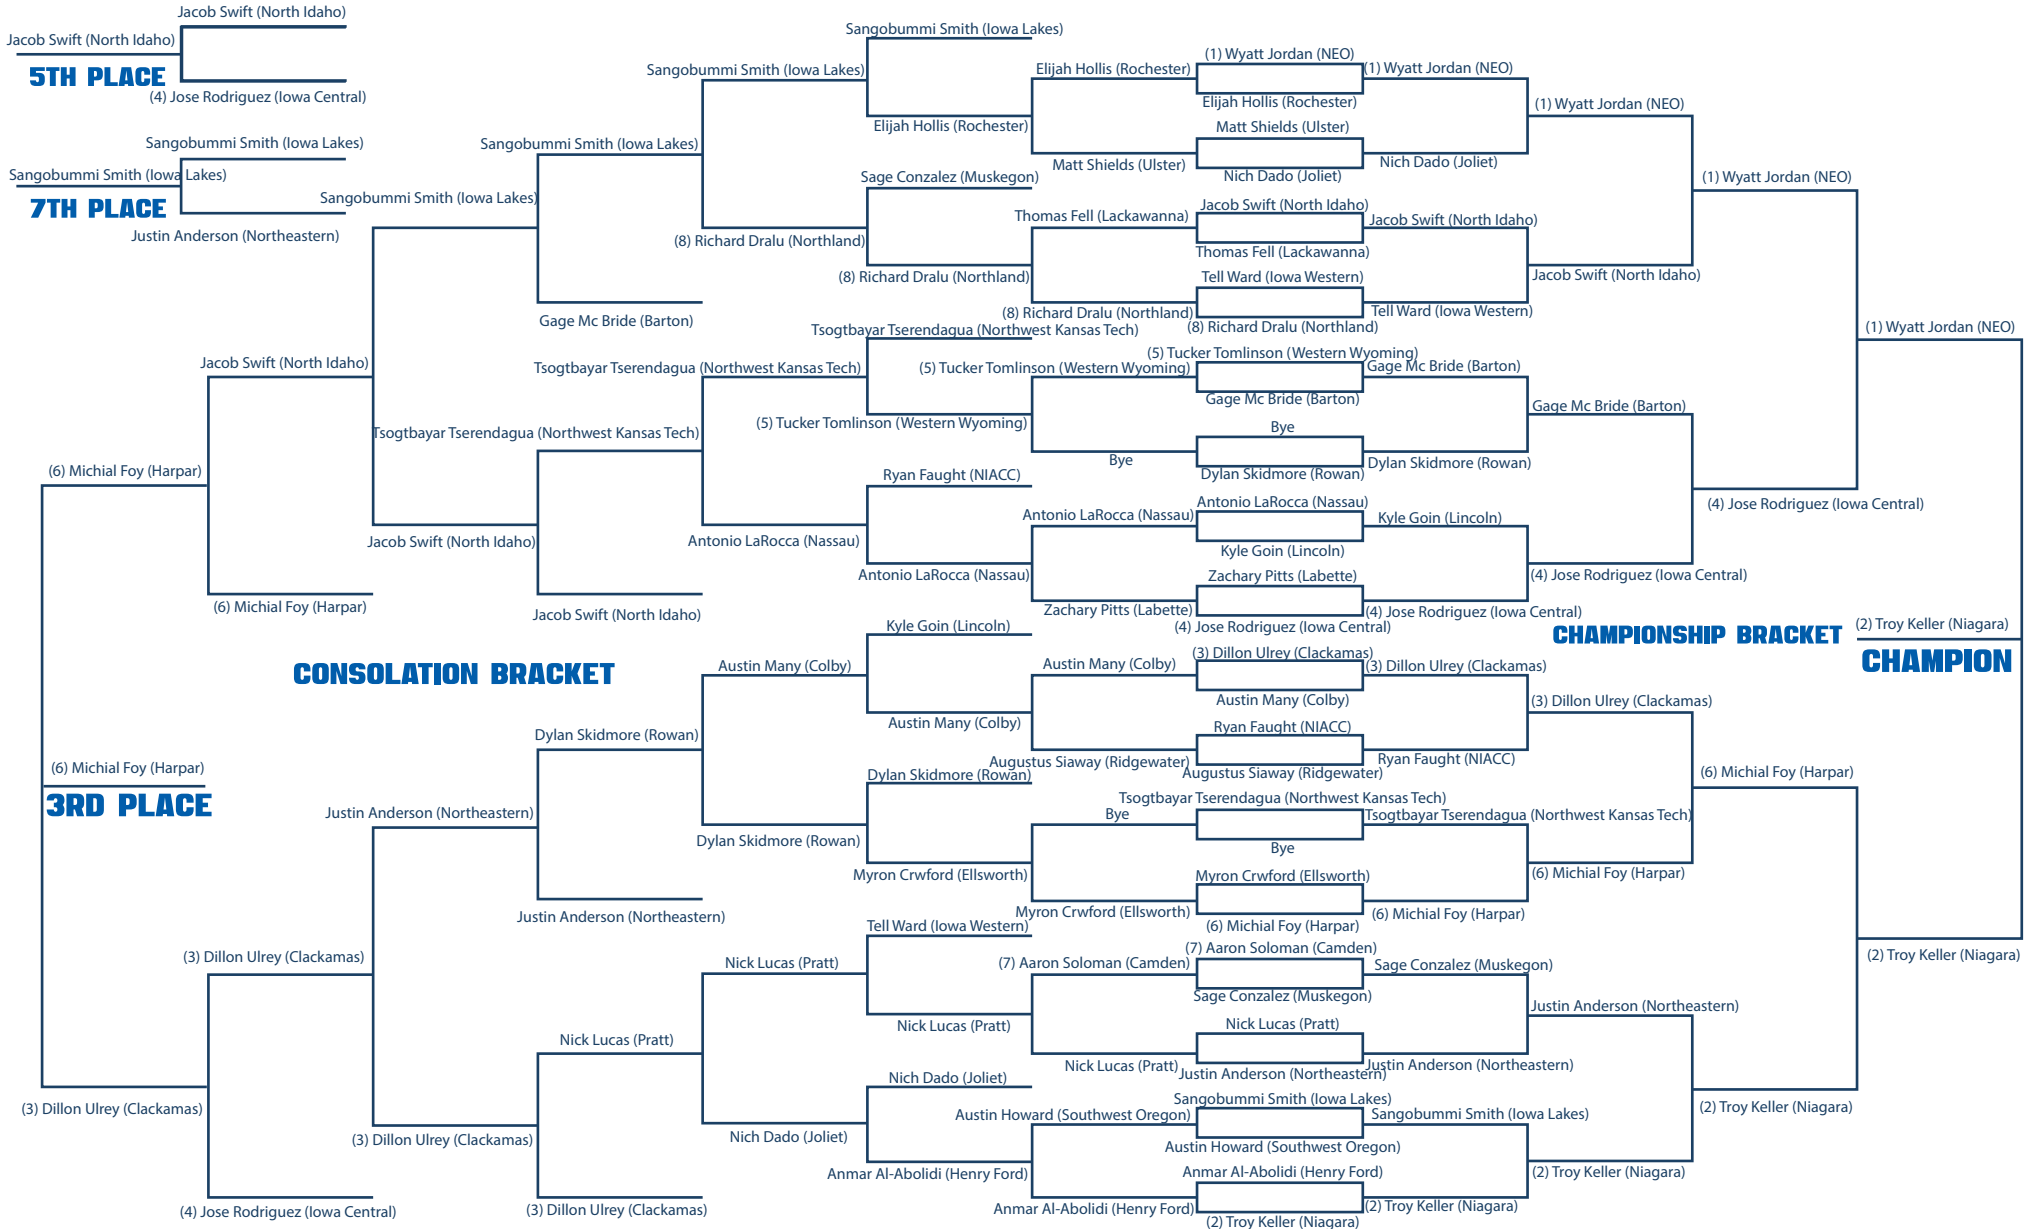 Jacob Swift (North Idaho)
Jacob Swift (North Idaho)
5TH PLACE
(4) Jose Rodriguez (Iowa Central)
Sangobummi Smith (Iowa Lakes)
Sangobummi Smith (Iowa Lakes)
7TH PLACE
Justin Anderson (Northeastern)
(6) Michial Foy (Harpar)
(6) Michial Foy (Harpar)
3RD PLACE
(3) Dillon Ulrey (Clackamas)
Jacob Swift (North Idaho)
(6) Michial Foy (Harpar)
CONSOLATION BRACKET
(3) Dillon Ulrey (Clackamas)
(4) Jose Rodriguez (Iowa Central)
Sangobummi Smith (Iowa Lakes)
Jacob Swift (North Idaho)
Justin Anderson (Northeastern)
(3) Dillon Ulrey (Clackamas)
Sangobummi Smith (Iowa Lakes)
Gage Mc Bride (Barton)
Tsogtbayar Tserendagua (Northwest Kansas Tech)
Jacob Swift (North Idaho)
Dylan Skidmore (Rowan)
Justin Anderson (Northeastern)
Nick Lucas (Pratt)
(3) Dillon Ulrey (Clackamas)
Sangobummi Smith (Iowa Lakes)
(8) Richard Dralu (Northland)
Tsogtbayar Tserendagua (Northwest Kansas Tech)
Antonio LaRocca (Nassau)
Austin Many (Colby)
Dylan Skidmore (Rowan)
Nick Lucas (Pratt)
Nich Dado (Joliet)
Sangobummi Smith (Iowa Lakes)
Elijah Hollis (Rochester)
Sage Conzalez (Muskegon)
(8) Richard Dralu (Northland)
Tsogtbayar Tserendagua (Northwest Kansas Tech)
(5) Tucker Tomlinson (Western Wyoming)
Ryan Faught (NIACC)
Antonio LaRocca (Nassau)
Kyle Goin (Lincoln)
Austin Many (Colby)
Dylan Skidmore (Rowan)
Myron Crwford (Ellsworth)
Tell Ward (Iowa Western)
Nick Lucas (Pratt)
Nich Dado (Joliet)
Anmar Al-Abolidi (Henry Ford)
Elijah Hollis (Rochester)
Matt Shields (Ulster)
Thomas Fell (Lackawanna)
(8) Richard Dralu (Northland)
(5) Tucker Tomlinson (Western Wyoming)
Bye
Antonio LaRocca (Nassau)
Zachary Pitts (Labette)
Austin Many (Colby)
Augustus Siaway (Ridgewater)
Bye
Myron Crwford (Ellsworth)
(7) Aaron Soloman (Camden)
Nick Lucas (Pratt)
Austin Howard (Southwest Oregon)
Anmar Al-Abolidi (Henry Ford)
(1) Wyatt Jordan (NEO)
Elijah Hollis (Rochester)
Matt Shields (Ulster)
Nich Dado (Joliet)
Jacob Swift (North Idaho)
Thomas Fell (Lackawanna)
Tell Ward (Iowa Western)
(8) Richard Dralu (Northland)
(5) Tucker Tomlinson (Western Wyoming)
Gage Mc Bride (Barton)
Bye
Dylan Skidmore (Rowan)
Antonio LaRocca (Nassau)
Kyle Goin (Lincoln)
Zachary Pitts (Labette)
(4) Jose Rodriguez (Iowa Central)
(3) Dillon Ulrey (Clackamas)
Austin Many (Colby)
Ryan Faught (NIACC)
Augustus Siaway (Ridgewater)
Tsogtbayar Tserendagua (Northwest Kansas Tech)
Bye
Myron Crwford (Ellsworth)
(6) Michial Foy (Harpar)
(7) Aaron Soloman (Camden)
Sage Conzalez (Muskegon)
Nick Lucas (Pratt)
Justin Anderson (Northeastern)
Sangobummi Smith (Iowa Lakes)
Austin Howard (Southwest Oregon)
Anmar Al-Abolidi (Henry Ford)
(2) Troy Keller (Niagara)
(1) Wyatt Jordan (NEO)
Nich Dado (Joliet)
Jacob Swift (North Idaho)
Tell Ward (Iowa Western)
Gage Mc Bride (Barton)
Dylan Skidmore (Rowan)
Kyle Goin (Lincoln)
(4) Jose Rodriguez (Iowa Central)
(3) Dillon Ulrey (Clackamas)
Ryan Faught (NIACC)
Tsogtbayar Tserendagua (Northwest Kansas Tech)
(6) Michial Foy (Harpar)
Sage Conzalez (Muskegon)
Justin Anderson (Northeastern)
Sangobummi Smith (Iowa Lakes)
(2) Troy Keller (Niagara)
(1) Wyatt Jordan (NEO)
Jacob Swift (North Idaho)
Gage Mc Bride (Barton)
(4) Jose Rodriguez (Iowa Central)
(3) Dillon Ulrey (Clackamas)
(6) Michial Foy (Harpar)
Justin Anderson (Northeastern)
(2) Troy Keller (Niagara)
(1) Wyatt Jordan (NEO)
(4) Jose Rodriguez (Iowa Central)
CHAMPIONSHIP BRACKET
(6) Michial Foy (Harpar)
(2) Troy Keller (Niagara)
(1) Wyatt Jordan (NEO)
(2) Troy Keller (Niagara)
CHAMPION
(2) Troy Keller (Niagara)